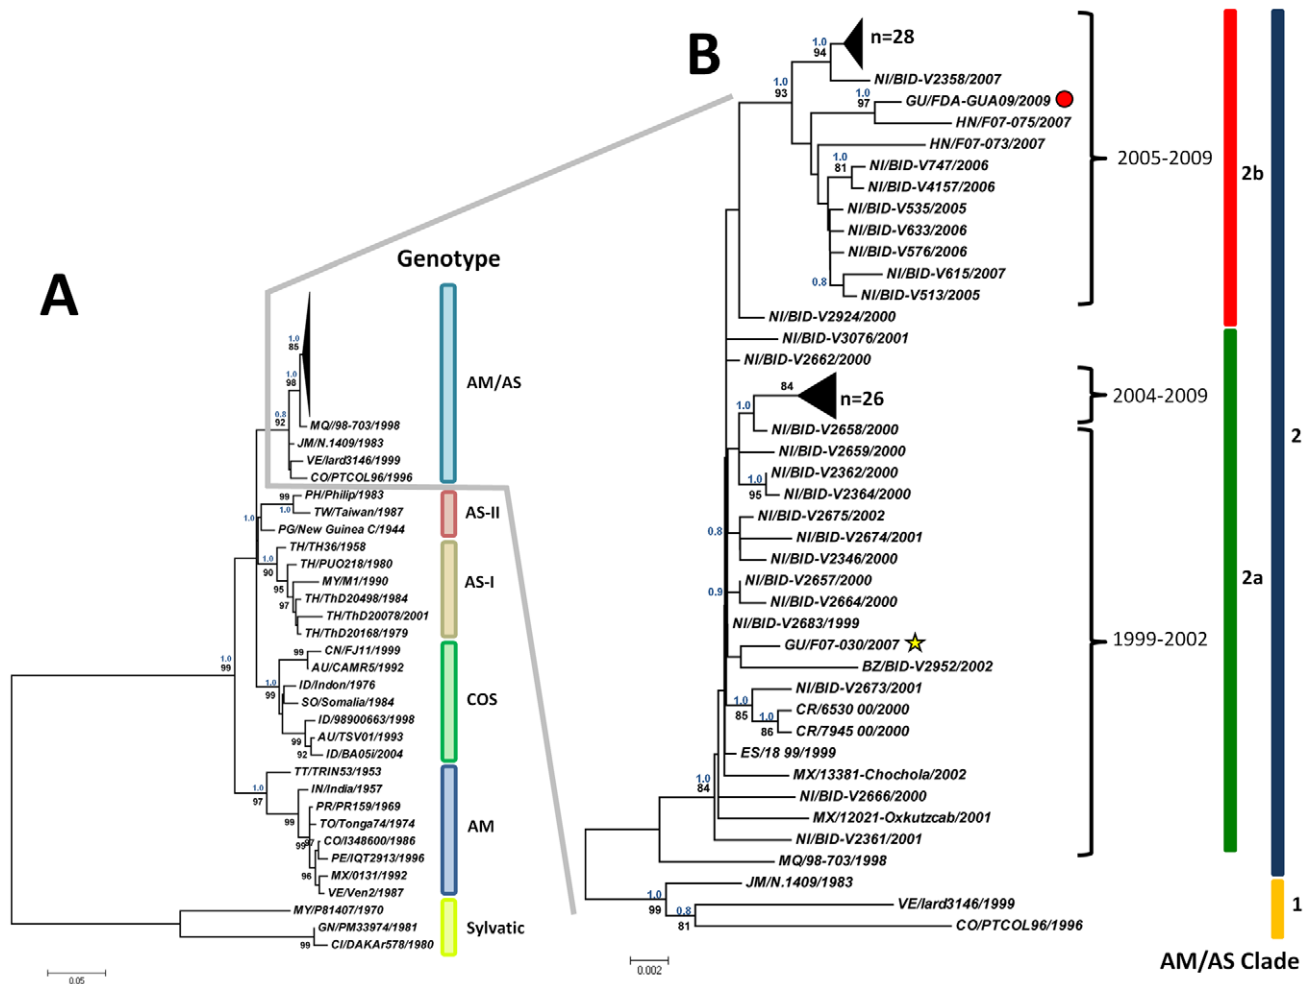 A
Genotype
1.0
85
1.0
98
0.8
92
MQ//98-703/1998
JM/N.1409/1983
VE/lard3146/1999
CO/PTCOL96/1996
AM/AS
99
PH/Philip/1983
1.0
TW/Taiwan/1987
1.0
PG/New Guinea C/1944
AS-II
TH/TH36/1958
1.0
90
TH/PUO218/1980
95
MY/M1/1990
97
TH/ThD20498/1984
TH/ThD20078/2001
TH/ThD20168/1979
AS-I
1.0
99
99
CN/FJ11/1999
AU/CAMR5/1992
1.0
99
ID/Indon/1976
SO/Somalia/1984
ID/98900663/1998
99
AU/TSV01/1993
92
ID/BA05i/2004
COS
TT/TRIN53/1953
1.0
97
IN/India/1957
PR/PR159/1969
99
TO/Tonga74/1974
99
CO/I348600/1986
PE/IQT2913/1996
96
MX/0131/1992
VE/Ven2/1987
AM
MY/P81407/1970
GN/PM33974/1981
99
CI/DAKAr578/1980
Sylvatic
0.05
B
1.0
94
n=28
NI/BID-V2358/2007
1.0
93
1.0
97
GU/FDA-GUA09/2009
HN/F07-075/2007
HN/F07-073/2007
1.0
81
NI/BID-V747/2006
NI/BID-V4157/2006
NI/BID-V535/2005
NI/BID-V633/2006
NI/BID-V576/2006
NI/BID-V615/2007
0.8
NI/BID-V513/2005
2005-2009
2b
NI/BID-V2924/2000
NI/BID-V3076/2001
NI/BID-V2662/2000
84
n=26
1.0
NI/BID-V2658/2000
2004-2009
NI/BID-V2659/2000
NI/BID-V2362/2000
1.0
95
NI/BID-V2364/2000
NI/BID-V2675/2002
0.8
NI/BID-V2674/2001
NI/BID-V2346/2000
NI/BID-V2657/2000
0.9
NI/BID-V2664/2000
NI/BID-V2683/1999
GU/F07-030/2007
BZ/BID-V2952/2002
NI/BID-V2673/2001
1.0
85
CR/6530 00/2000
1.0
86
CR/7945 00/2000
ES/18 99/1999
1.0
84
MX/13381-Chochola/2002
NI/BID-V2666/2000
MX/12021-Oxkutzcab/2001
NI/BID-V2361/2001
MQ/98-703/1998
1999-2002
2a
2
JM/N.1409/1983
1.0
99
VE/lard3146/1999
0.8
81
CO/PTCOL96/1996
1
0.002
AM/AS Clade